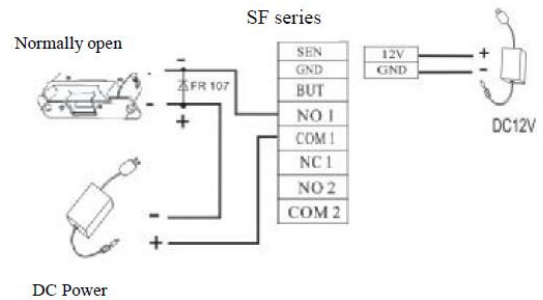 SF series
Normally open
-
-
FR 107
-
+
SEN
GND
BUT
NO 1
COM 1
NC 1
NO 2
COM 2
12V
GND
+
-
DC12V
-
+
DC Power